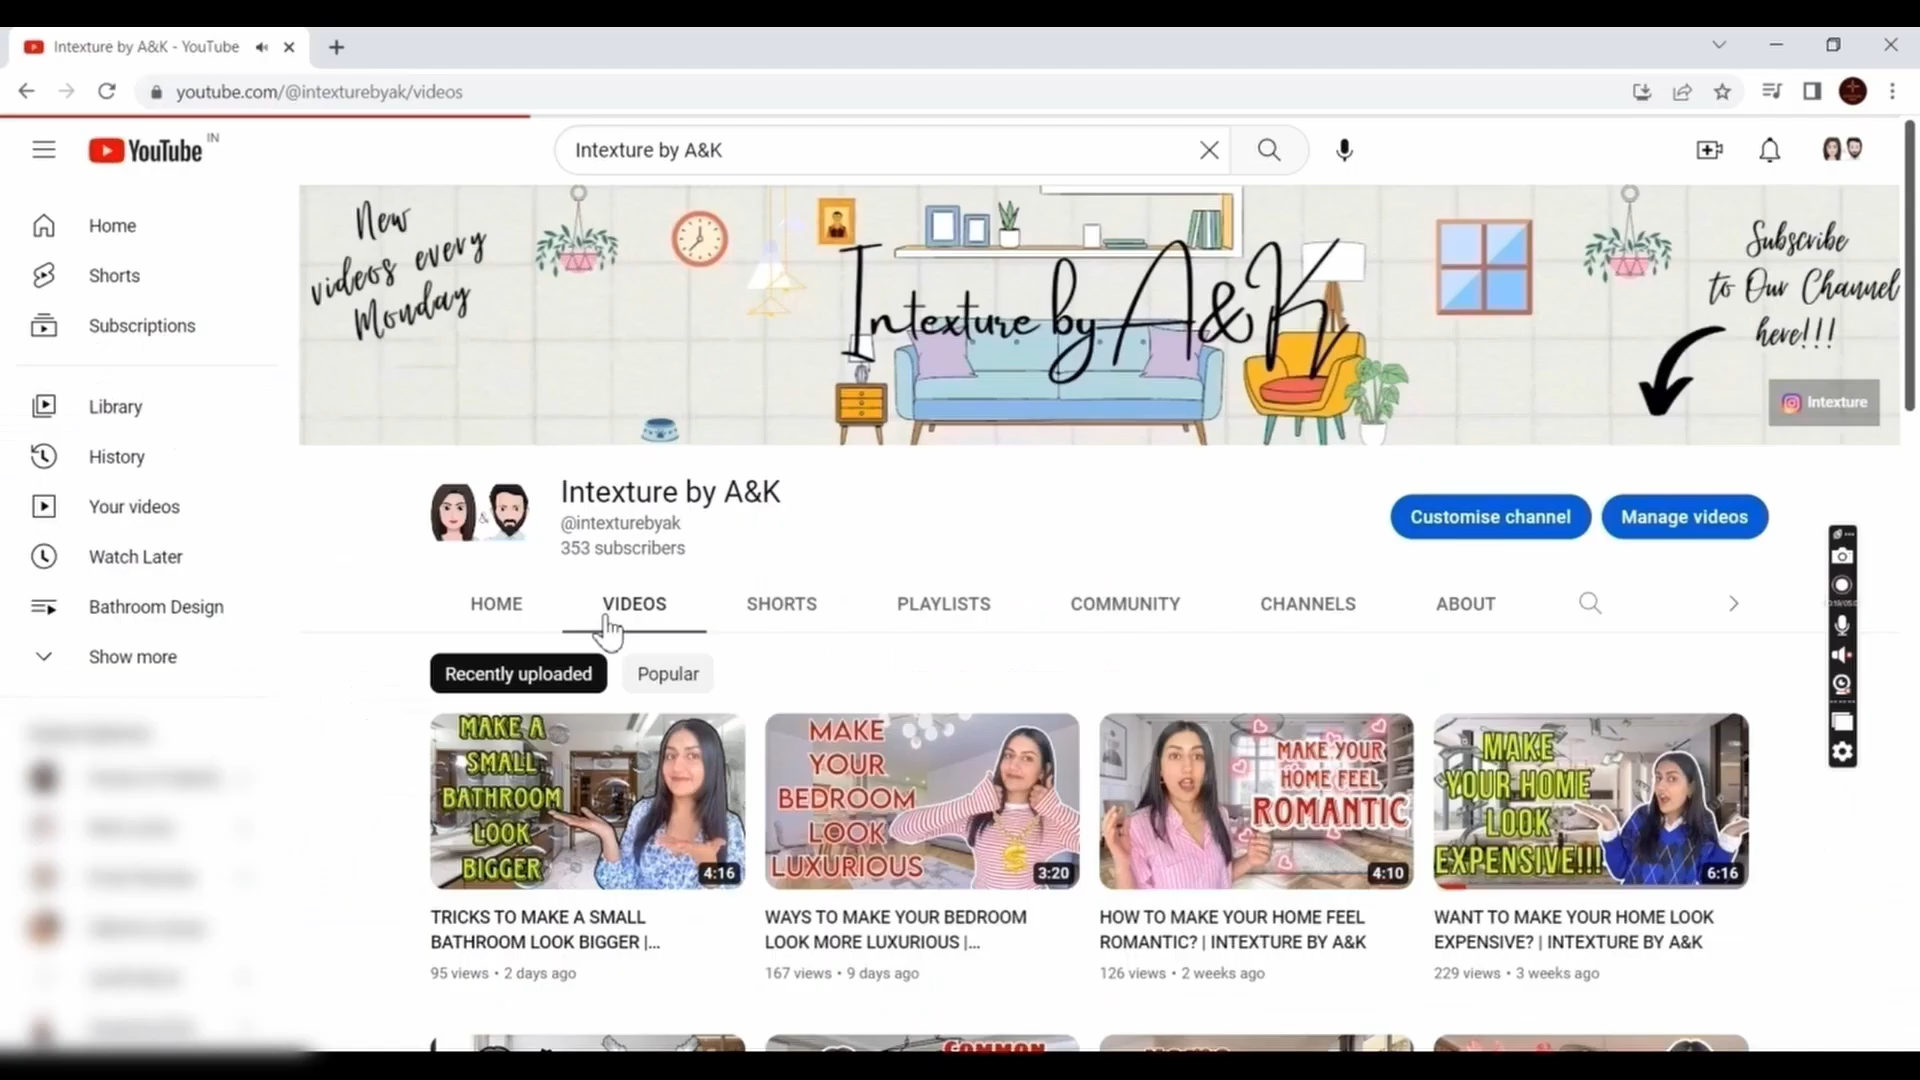 Intexture by A&K - YouTube
youtube.com/@intexturebyak/videos
YouTube IN
Intexture by A&K
Home
Shorts
Subscriptions
Library
History
Your videos
Watch Later
Bathroom Design
Show more
New
videos every
Monday
Intexture by A&K
Subscribe
to Our Channel
here!!!
Intexture
Intexture by A&K
@intexturebyak
353 subscribers
Customise channel
Manage videos
HOME
VIDEOS
SHORTS
PLAYLISTS
COMMUNITY
CHANNELS
ABOUT
Recently uploaded
Popular
MAKE A
SMALL
BATHROOM
LOOK
BIGGER
4:16
TRICKS TO MAKE A SMALL
BATHROOM LOOK BIGGER |...
95 views • 2 days ago
MAKE
YOUR
BEDROOM
LOOK
LUXURIOUS
3:20
WAYS TO MAKE YOUR BEDROOM
LOOK MORE LUXURIOUS |...
167 views • 9 days ago
MAKE YOUR
HOME FEEL
ROMANTIC
4:10
HOW TO MAKE YOUR HOME FEEL
ROMANTIC? | INTEXTURE BY A&K
126 views • 2 weeks ago
MAKE
YOUR HOME
LOOK
EXPENSIVE!!!
6:16
WANT TO MAKE YOUR HOME LOOK
EXPENSIVE? | INTEXTURE BY A&K
229 views • 3 weeks ago
COMMON